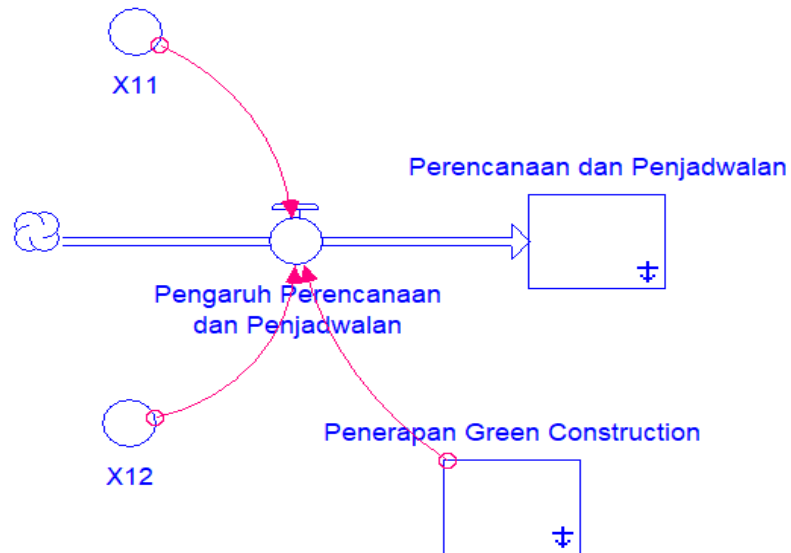 X11
Perencanaan dan Penjadwalan
Pengaruh Perencanaan
dan Penjadwalan
Penerapan Green Construction
X12